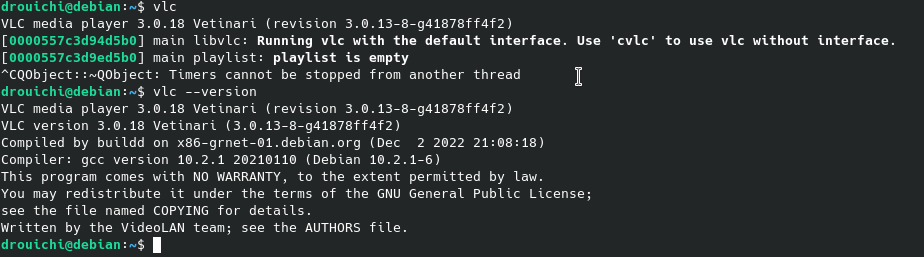 drouichi@debian:~$ vlc
VLC media player 3.0.18 Vetinari (revision 3.0.13-8-g41878ff4f2)
[0000557c3d94d5b0] main libvlc: Running vlc with the default interface. Use 'cvlc' to use vlc without interface.
[0000557c3d9ed5b0] main playlist: playlist is empty
^CQObject::~QObject: Timers cannot be stopped from another thread
drouichi@debian:~$ vlc --version
VLC media player 3.0.18 Vetinari (revision 3.0.13-8-g41878ff4f2)
VLC version 3.0.18 Vetinari (3.0.13-8-g41878ff4f2)
Compiled by buildd on x86-grnet-01.debian.org (Dec  2 2022 21:08:18)
Compiler: gcc version 10.2.1 20210110 (Debian 10.2.1-6)
This program comes with NO WARRANTY, to the extent permitted by law.
You may redistribute it under the terms of the GNU General Public License;
see the file named COPYING for details.
Written by the VideoLAN team; see the AUTHORS file.
drouichi@debian:~$